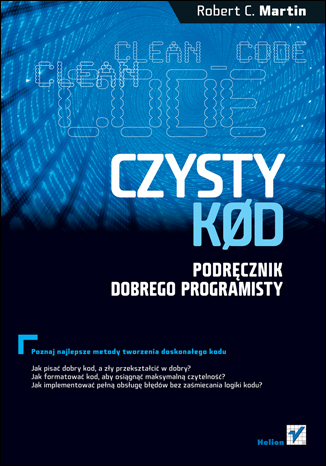 Robert C. Martin
CLEAN CODE
CLEAN
CODE
CZYSTY
KØD
PODRĘCZNIK
DOBREGO PROGRAMISTY
Poznaj najlepsze metody tworzenia doskonałego kodu
Jak pisać dobry kod, a zły przekształcić w dobry?
Jak formatować kod, aby osiągnąć maksymalną czytelność?
Jak implementować pełną obsługę błędów bez zaśmiecania logiki kodu?
Helion